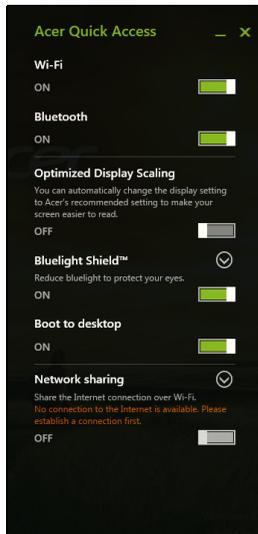 Acer Quick Access
Wi-Fi
ON
Bluetooth
ON
Optimized Display Scaling
You can automatically change the display setting
to Acer's recommended setting to make your
screen easier to read.
OFF
Bluelight Shield™
Reduce bluelight to protect your eyes.
ON
Boot to desktop
ON
Network sharing
Share the Internet connection over Wi-Fi.
No connection to the Internet is available. Please
establish a connection first.
OFF